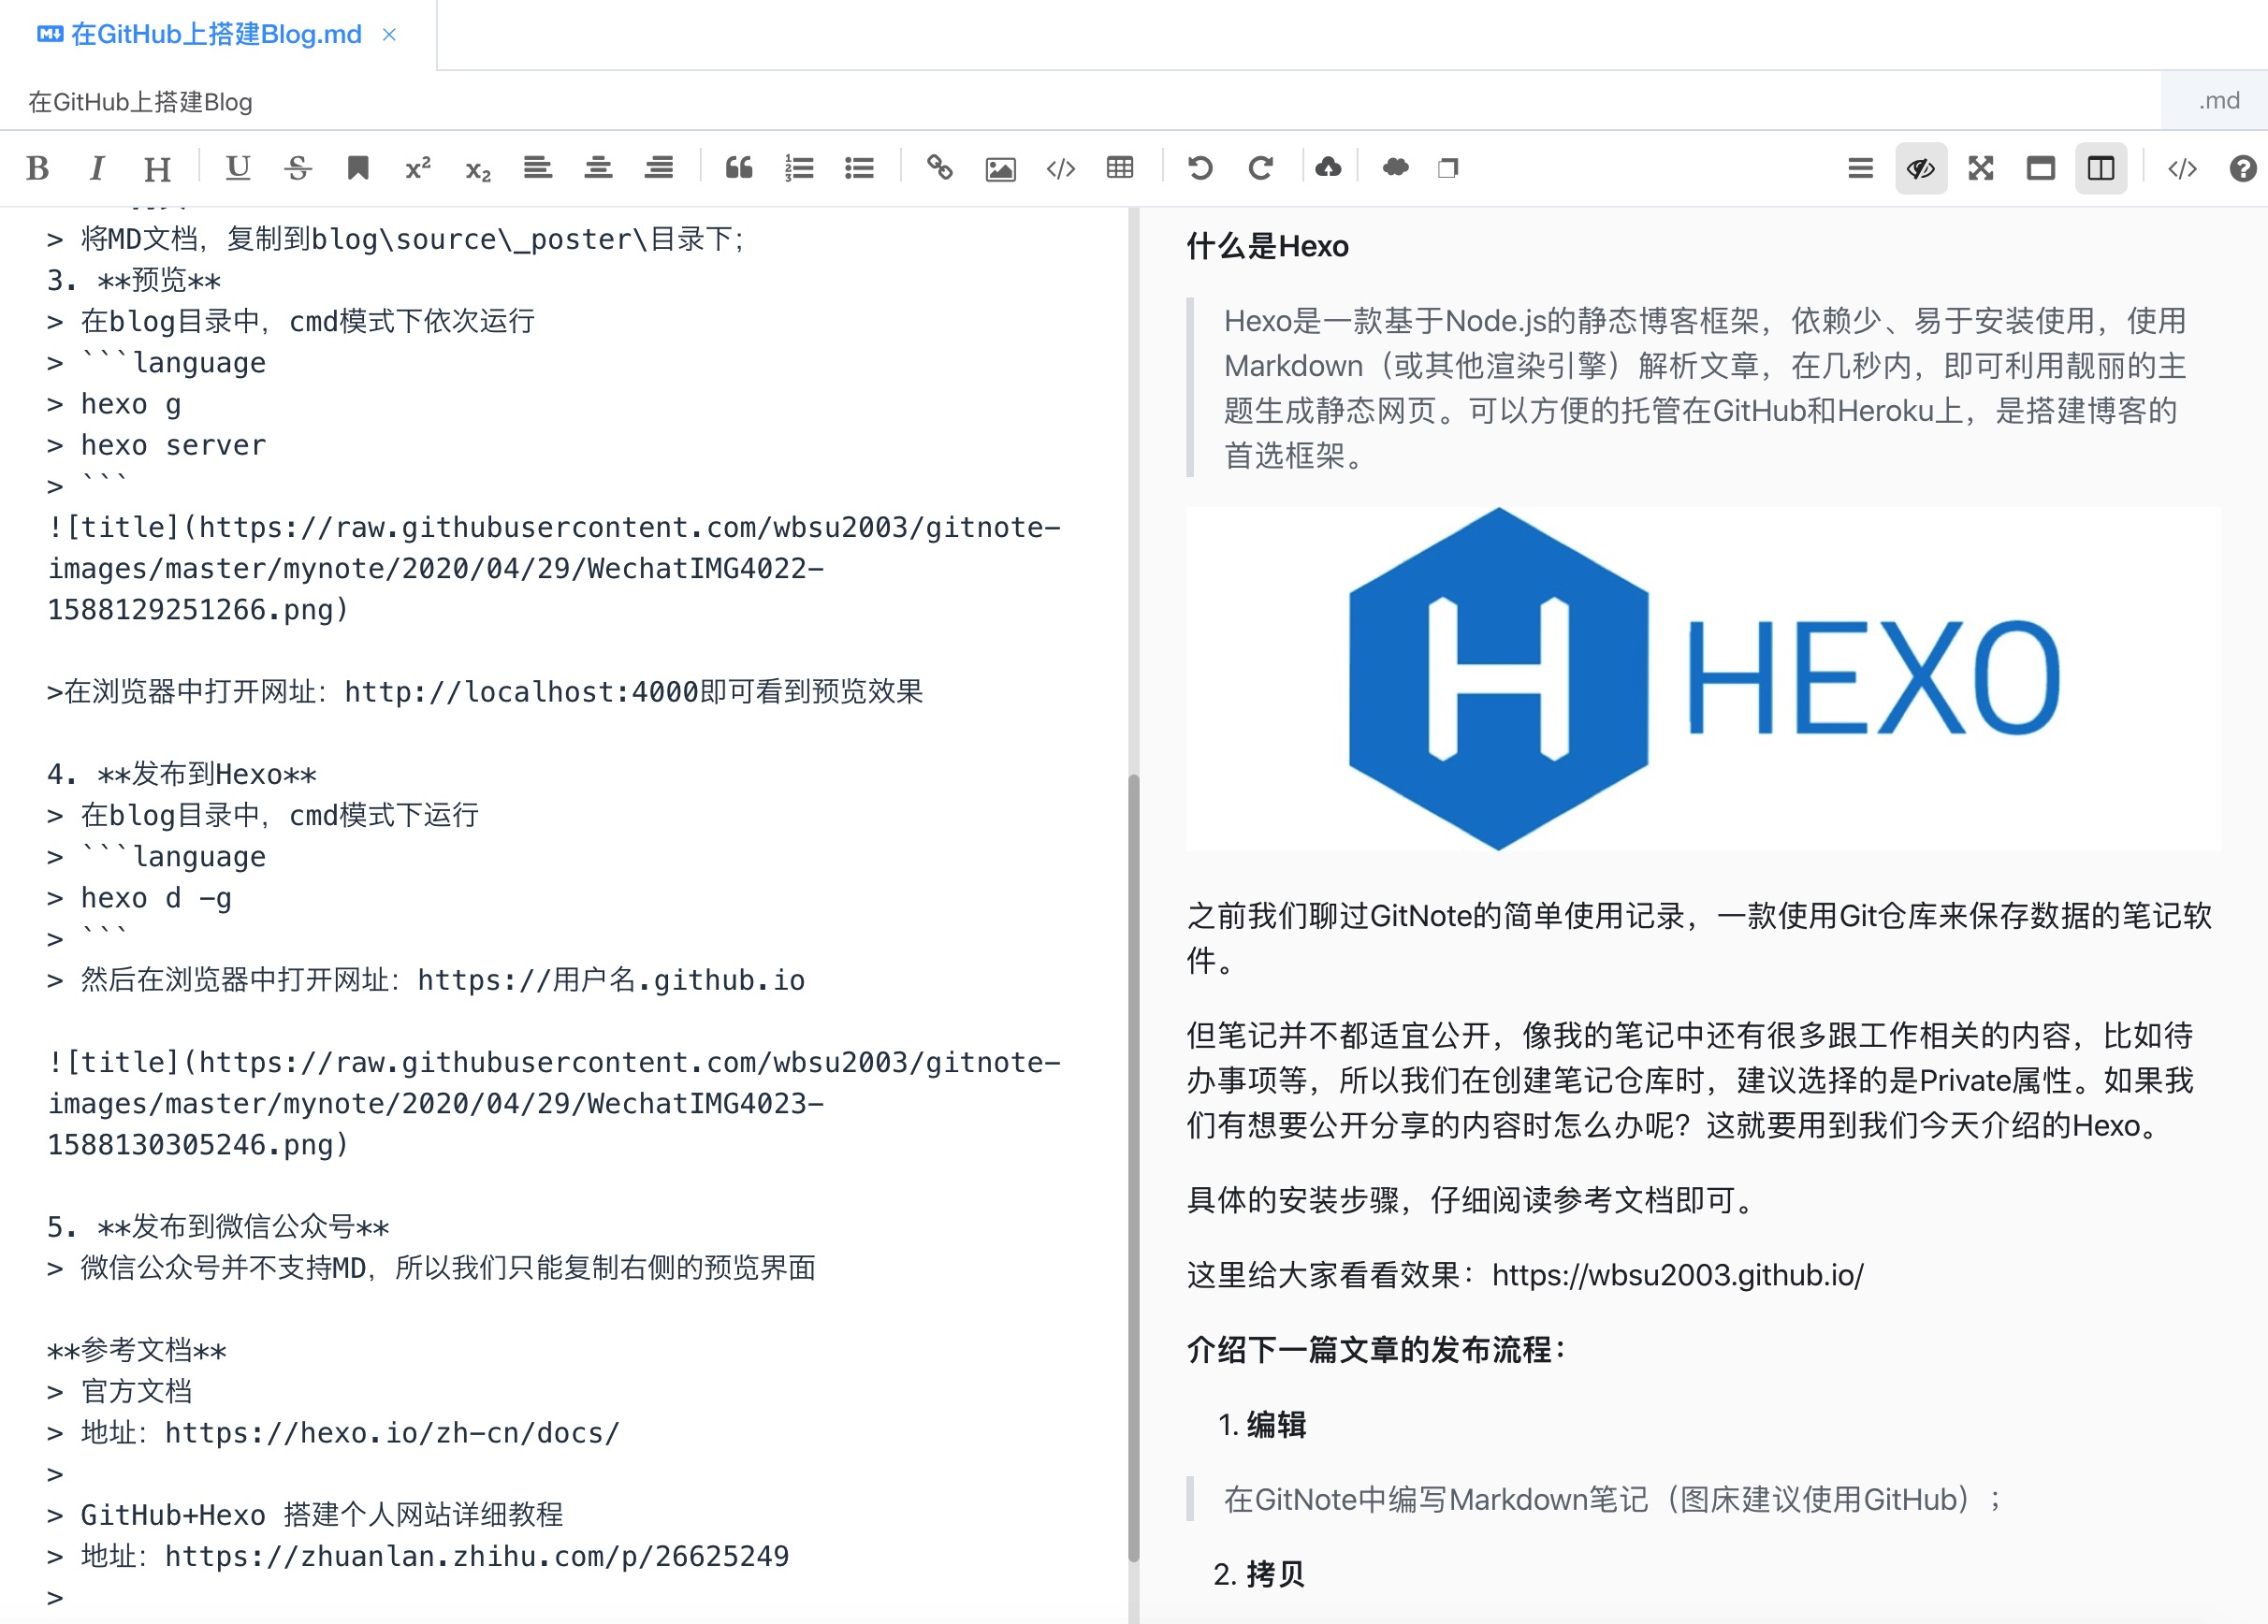 在GitHub上搭建Blog.md
在GitHub上搭建Blog
.md
> 将MD文档，复制到blog\source\_poster\目录下；
3. **预览**
> 在blog目录中，cmd模式下依次运行
> ```language
> hexo g
> hexo server
> ```
![title](https://raw.githubusercontent.com/wbsu2003/gitnote-
images/master/mynote/2020/04/29/WechatIMG4022-
1588129251266.png)
>在浏览器中打开网址：http://localhost:4000即可看到预览效果
4. **发布到Hexo**
> 在blog目录中，cmd模式下运行
> ```language
> hexo d -g
> ```
> 然后在浏览器中打开网址：https://用户名.github.io
![title](https://raw.githubusercontent.com/wbsu2003/gitnote-
images/master/mynote/2020/04/29/WechatIMG4023-
1588130305246.png)
5. **发布到微信公众号**
> 微信公众号并不支持MD，所以我们只能复制右侧的预览界面
**参考文档**
> 官方文档
> 地址：https://hexo.io/zh-cn/docs/
>
> GitHub+Hexo 搭建个人网站详细教程
> 地址：https://zhuanlan.zhihu.com/p/26625249
>
什么是Hexo
Hexo是一款基于Node.js的静态博客框架，依赖少、易于安装使用，使用
Markdown（或其他渲染引擎）解析文章，在几秒内，即可利用靓丽的主
题生成静态网页。可以方便的托管在GitHub和Heroku上，是搭建博客的
首选框架。
HEXO
之前我们聊过GitNote的简单使用记录，一款使用Git仓库来保存数据的笔记软
件。
但笔记并不都适宜公开，像我的笔记中还有很多跟工作相关的内容，比如待
办事项等，所以我们在创建笔记仓库时，建议选择的是Private属性。如果我
们有想要公开分享的内容时怎么办呢？这就要用到我们今天介绍的Hexo。
具体的安装步骤，仔细阅读参考文档即可。
这里给大家看看效果：https://wbsu2003.github.io/
介绍下一篇文章的发布流程：
1. 编辑
在GitNote中编写Markdown笔记（图床建议使用GitHub）；
2. 拷贝